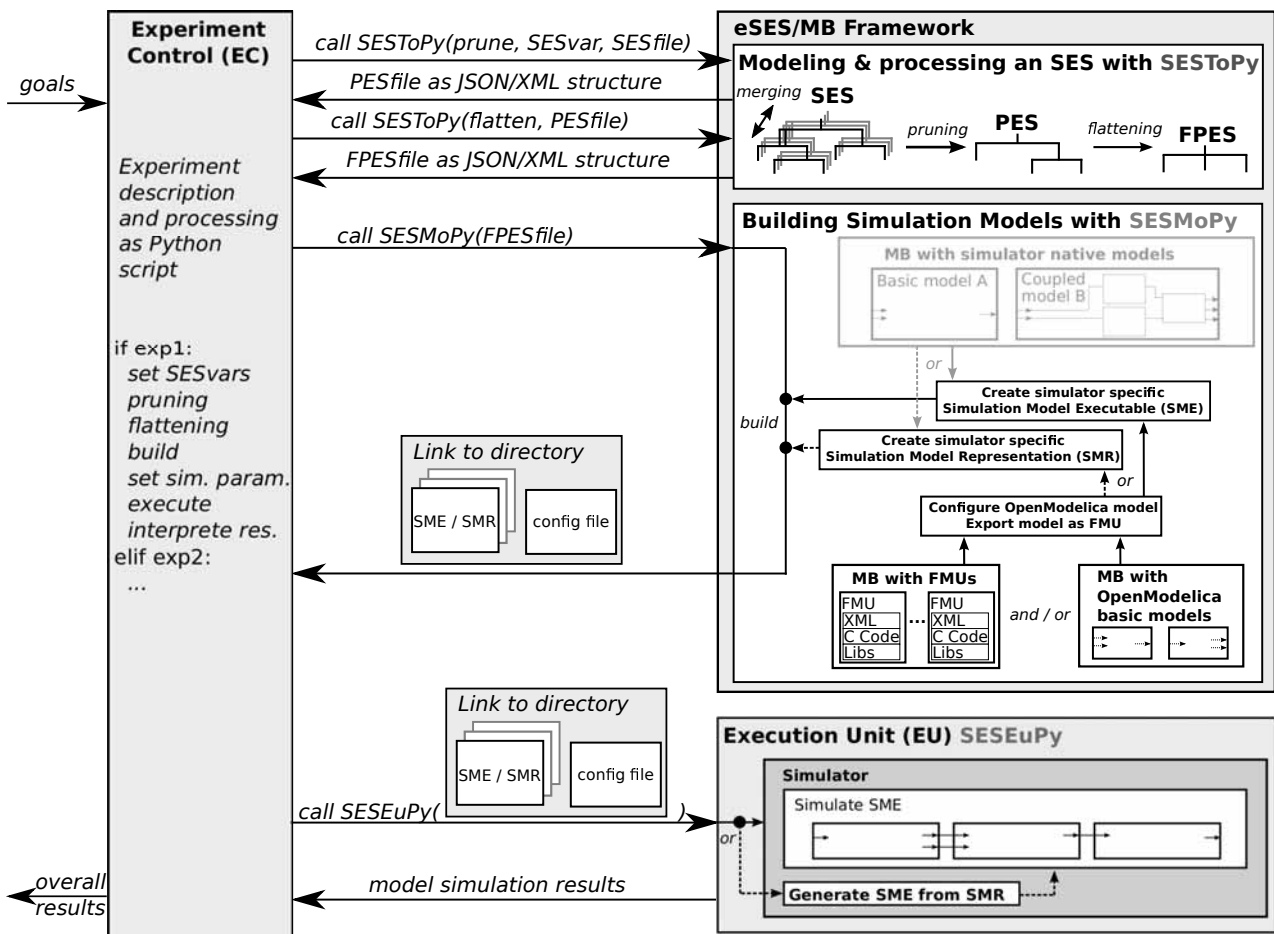 goals
Experiment
Control (EC)
Experiment
description
and processing
as Python
script
if exp1:
set SESvars
pruning
flattening
build
set sim. param.
execute
interprete res.
elif exp2:
...
overall
results
call SESToPy(prune, SESvar, SESfile)
PESfile as JSON/XML structure
call SESToPy(flatten, PESfile)
FPESfile as JSON/XML structure
call SESMoPy(FPESfile)
Link to directory
SME / SMR
config file
Link to directory
SME / SMR
config file
call SESEuPy( )
model simulation results
eSES/MB Framework
Modeling & processing an SES with SESToPy
merging
SES
pruning
PES
flattening
FPES
Building Simulation Models with SESMoPy
MB with simulator native models
Basic model A
Coupled
model B
or
Create simulator specific
Simulation Model Executable (SME)
build
Create simulator specific
Simulation Model Representation (SMR)
or
Configure OpenModelica model
Export model as FMU
MB with FMUs
FMU
XML
C Code
Libs
...
FMU
XML
C Code
Libs
and / or
MB with
OpenModelica
basic models
Execution Unit (EU) SESEuPy
Simulator
Simulate SME
or
Generate SME from SMR